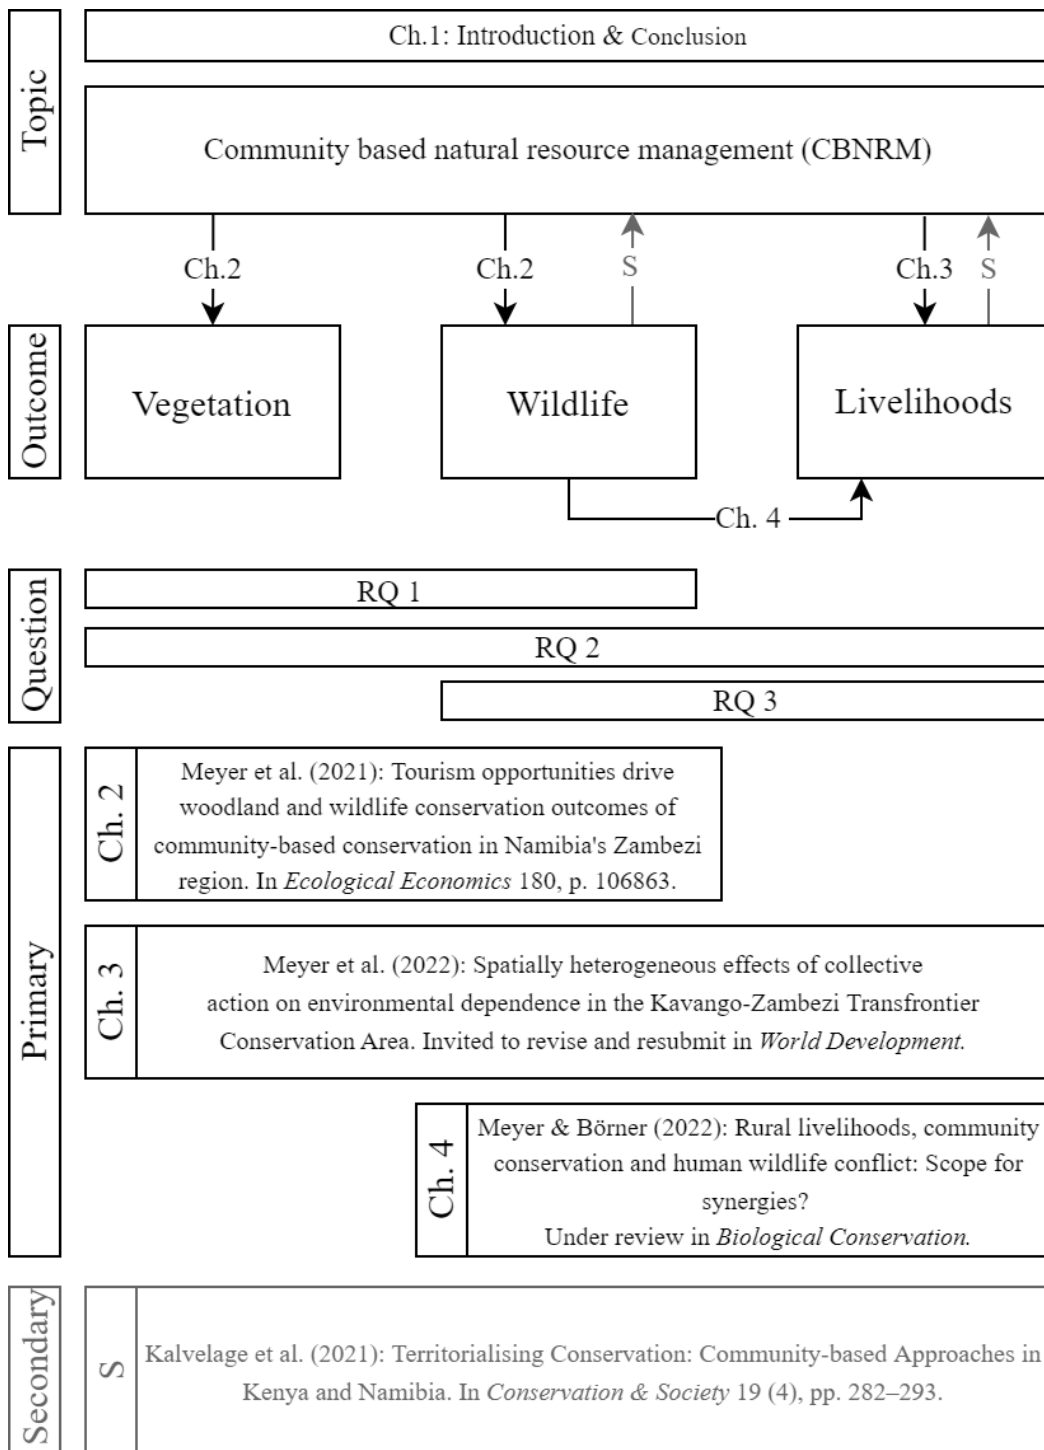 Topic
Ch.1: Introduction & Conclusion
Community based natural resource management (CBNRM)
Ch.2
Ch.2
S
Ch.3
S
Outcome
Vegetation
Wildlife
Livelihoods
Ch. 4
Question
RQ 1
RQ 2
RQ 3
Primary
Ch. 2
Meyer et al. (2021): Tourism opportunities drive
woodland and wildlife conservation outcomes of
community-based conservation in Namibia's Zambezi
region. In Ecological Economics 180, p. 106863.
Ch. 3
Meyer et al. (2022): Spatially heterogeneous effects of collective
action on environmental dependence in the Kavango-Zambezi Transfrontier
Conservation Area. Invited to revise and resubmit in World Development.
Ch. 4
Meyer & Börner (2022): Rural livelihoods, community
conservation and human wildlife conflict: Scope for
synergies?
Under review in Biological Conservation.
Secondary
S
Kalvelage et al. (2021): Territorialising Conservation: Community-based Approaches in
Kenya and Namibia. In Conservation & Society 19 (4), pp. 282–293.